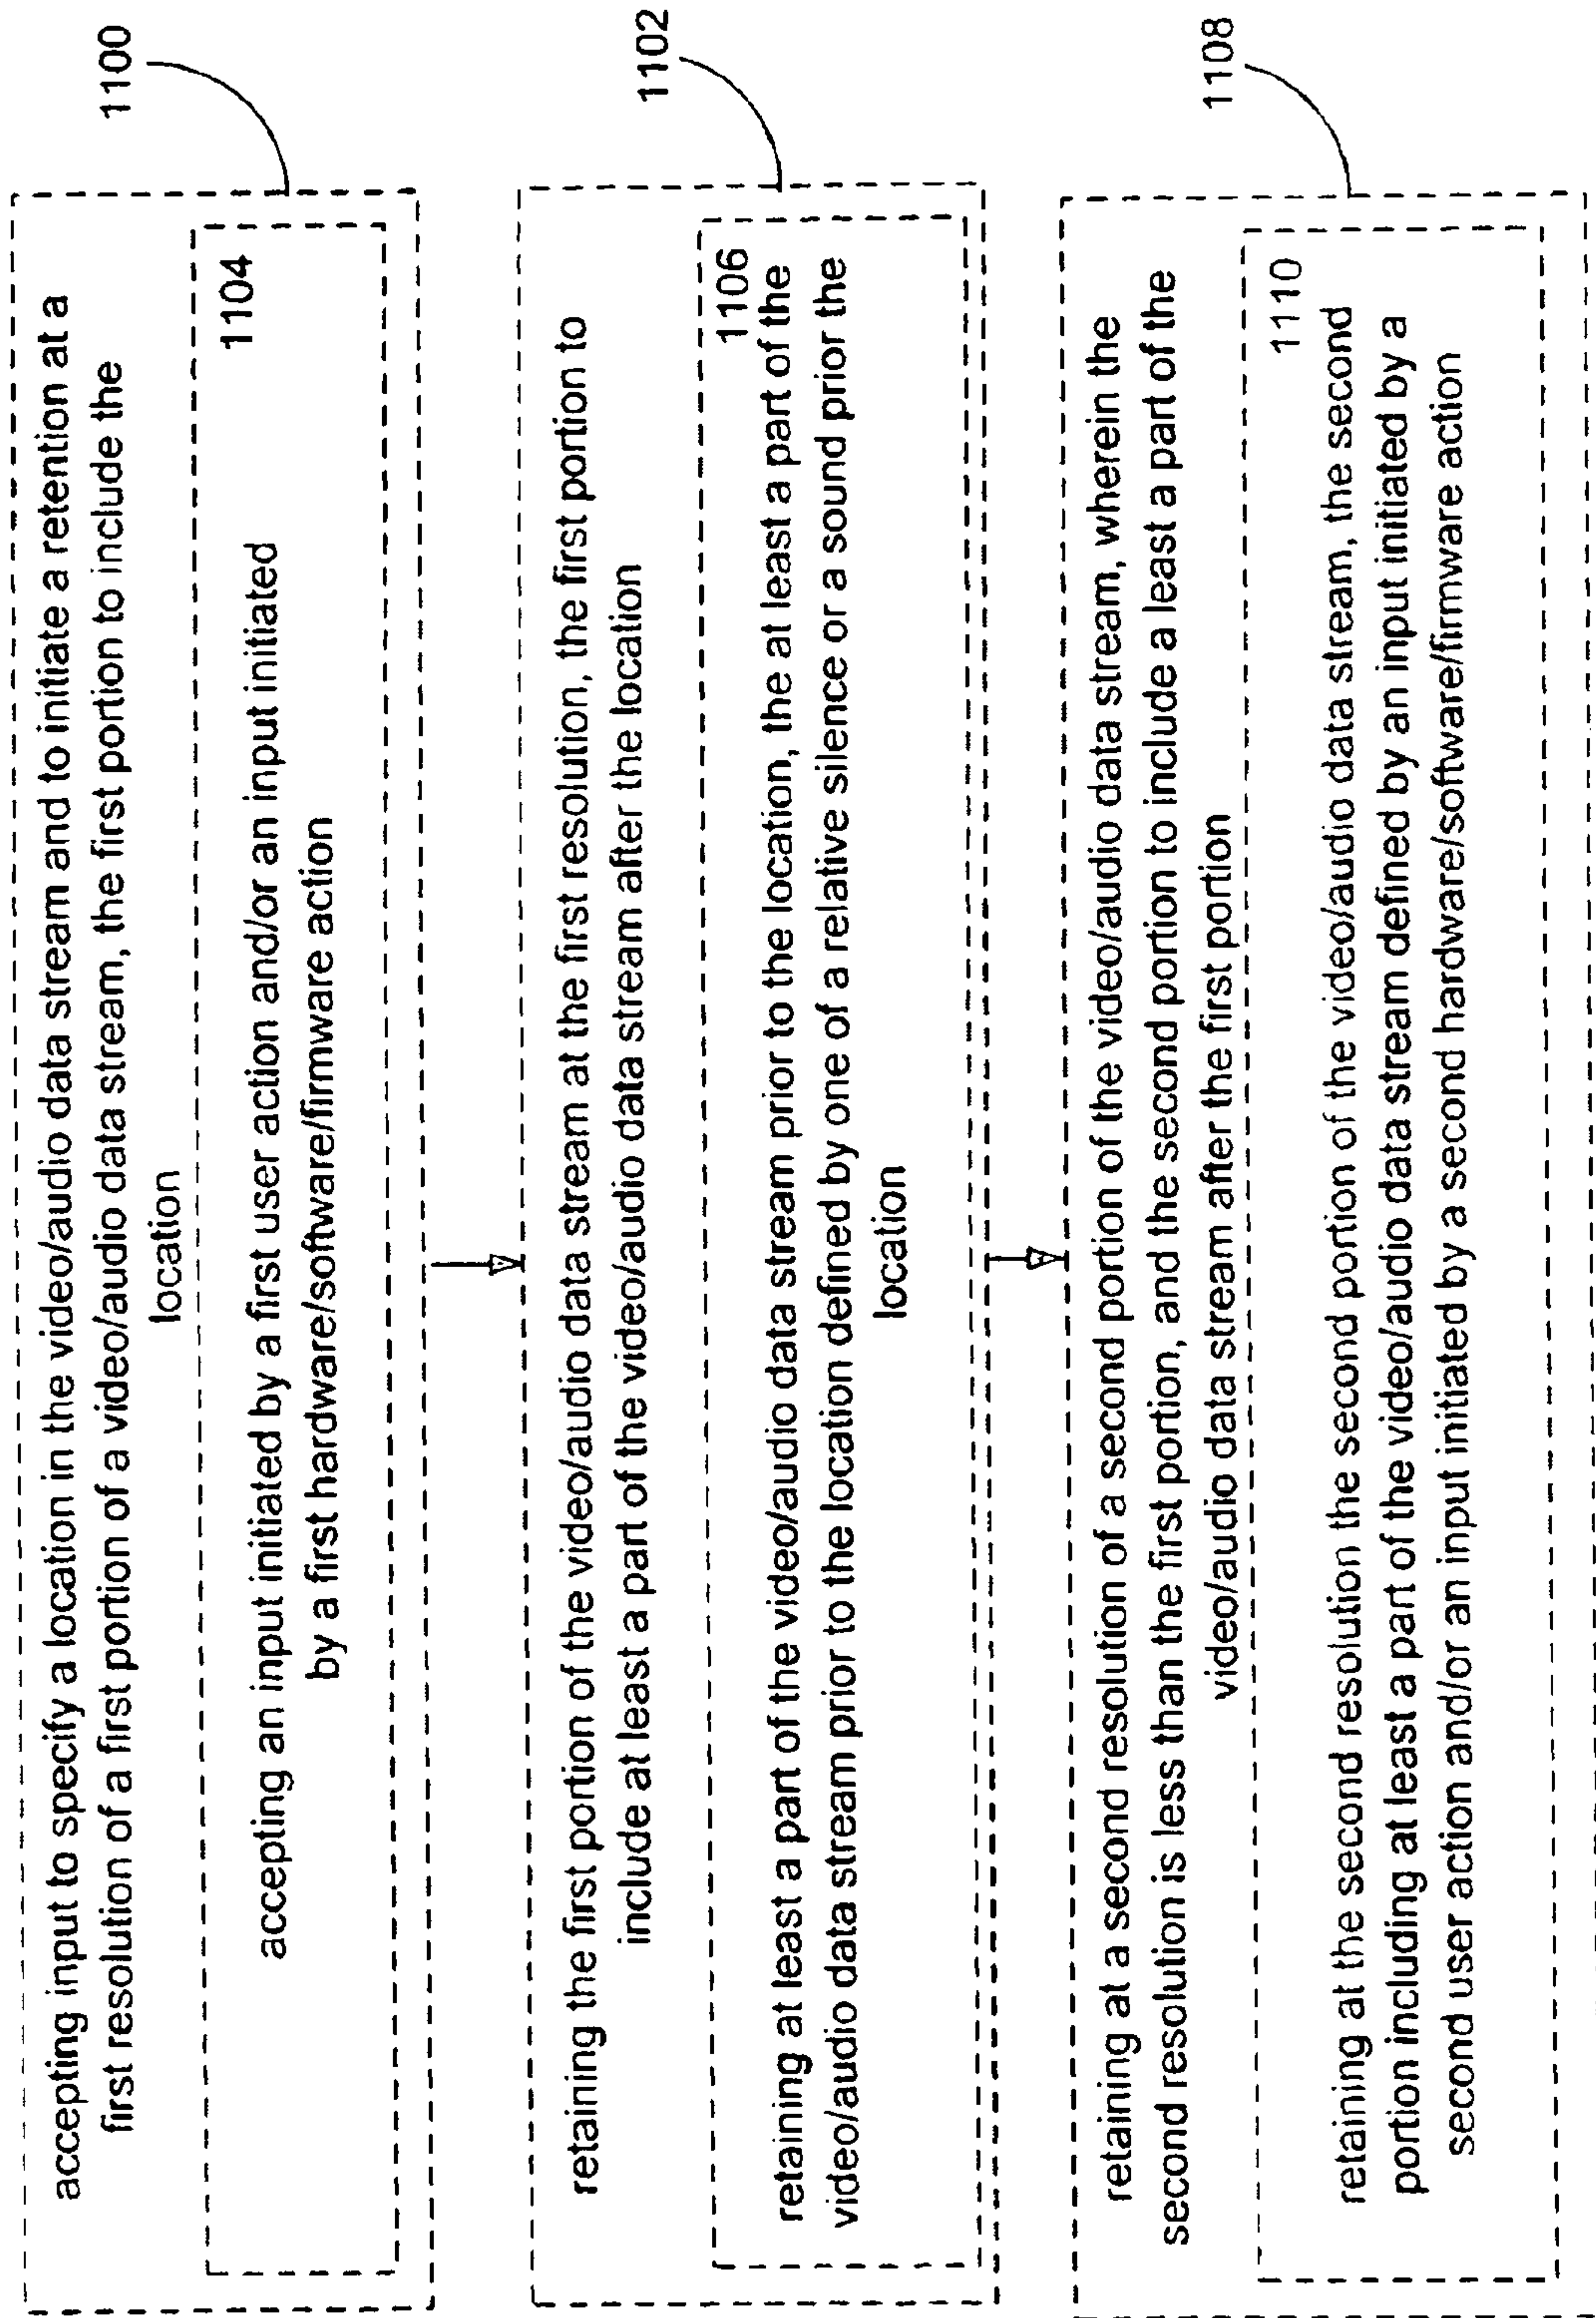 1100
accepting input to specify a location in the video/audio data stream and to initiate a retention at a
first resolution of a first portion of a video/audio data stream, the first portion to include the
location
1104
accepting an input initiated by a first user action and/or an input initiated
by a first hardware/software/firmware action
1102
retaining the first portion of the video/audio data stream at the first resolution, the first portion to
include at least a part of the video/audio data stream after the location
1106
retaining at least a part of the video/audio data stream prior to the location, the at least a part of the
video/audio data stream prior to the location defined by one of a relative silence or a sound prior the
location
1108
retaining at a second resolution of a second portion of the video/audio data stream, wherein the
second resolution is less than the first portion, and the second portion to include a least a part of the
video/audio data stream after the first portion
1110
retaining at the second resolution the second portion of the video/audio data stream, the second
portion including at least a part of the video/audio data stream defined by an input initiated by a
second user action and/or an input initiated by a second hardware/software/firmware action